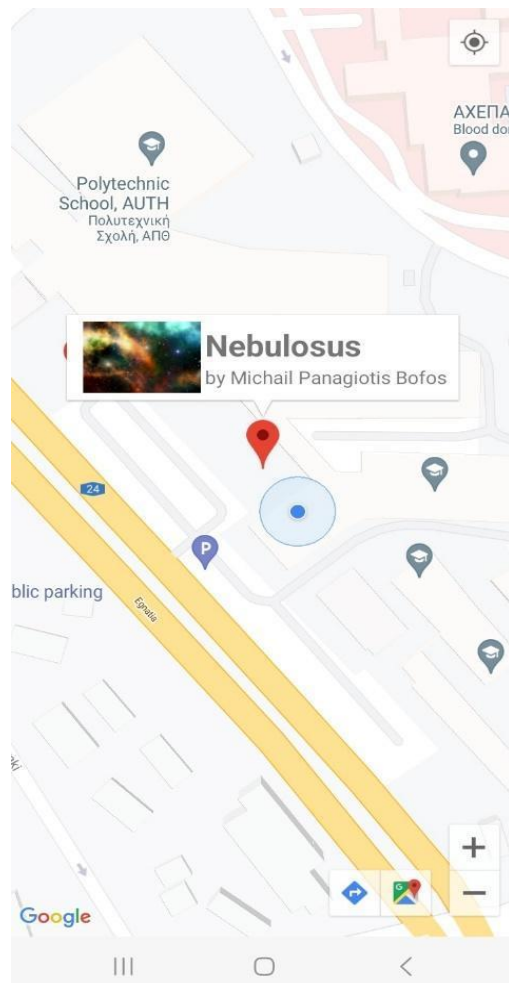 ΑΧΕΠΑ
Blood do
Polytechnic
School, AUTH
Πολυτεχνική
Σχολή, ΑΠΘ
Nebulosus
by Michail Panagiotis Bofos
24
P
blic parking
Egnatia
ki
G
Google